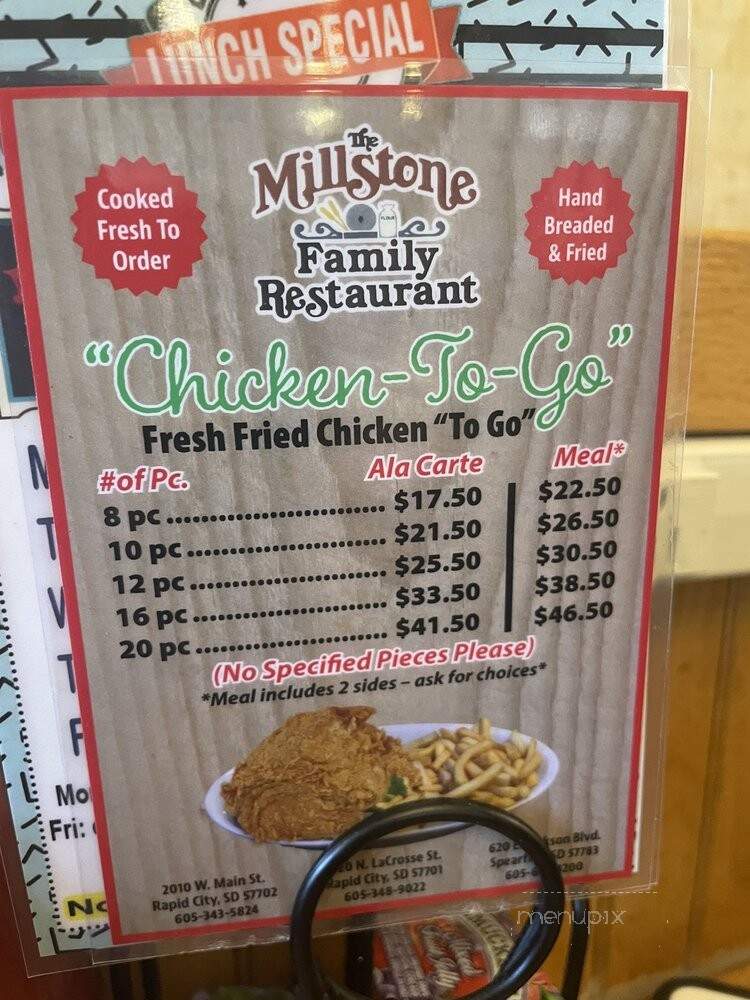 LUNCH SPECIAL
The
Millstone
FLOUR
Family
Restaurant
Cooked
Fresh To
Order
Hand
Breaded
& Fried
"Chicken-To-Go"
Fresh Fried Chicken "To Go"
#of Pc. Ala Carte Meal*
8 pc ........................ $17.50 $22.50
10 pc ........................ $21.50 $26.50
12 pc ........................ $25.50 $30.50
16 pc ........................ $33.50 $38.50
20 pc ........................ $41.50 $46.50
(No Specified Pieces Please)
*Meal includes 2 sides – ask for choices*
2010 W. Main St.
Rapid City, SD 57702
605-343-5824
N. LaCrosse St.
Rapid City, SD 57701
605-348-9022
620 Blvd.
SD 57783
Fri:
menupix